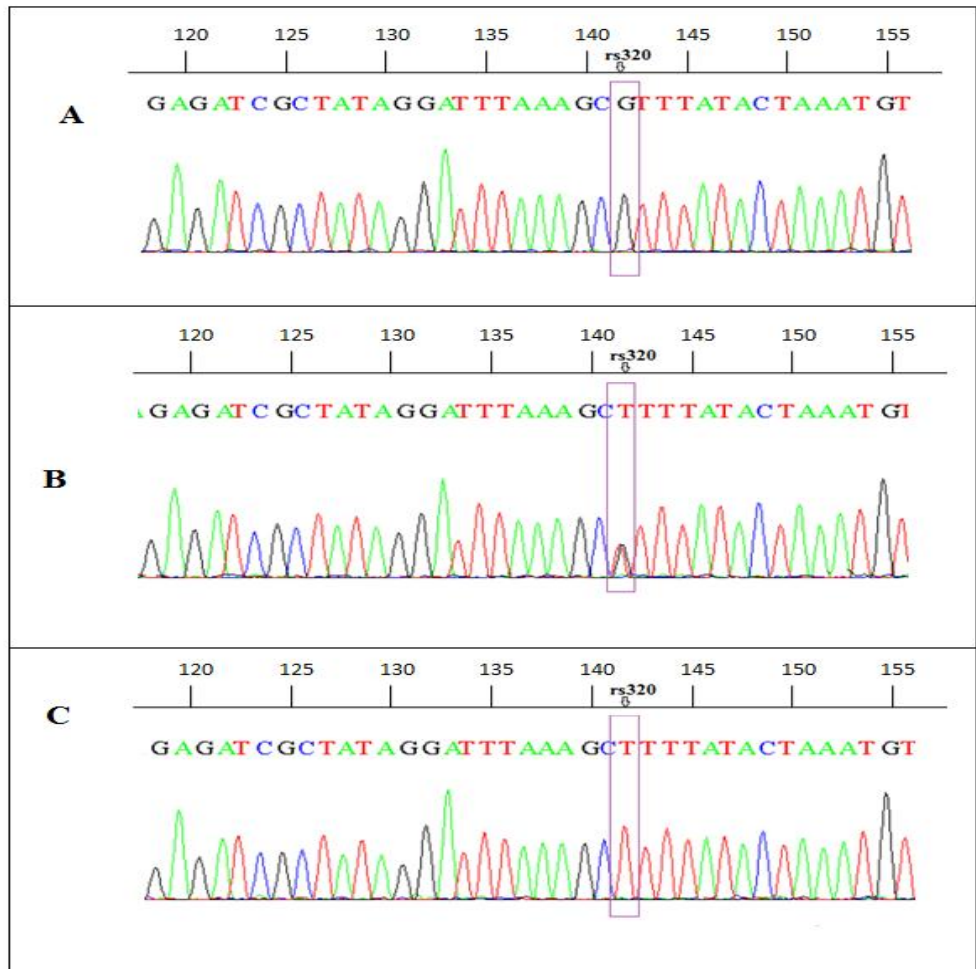 120 125 130 135 140 145 150 155
rs320
A
GAGATCGCTATAGGATTTAAAGCGTTTATACTAAATGT
120 125 130 135 140 145 150 155
rs320
AGAGATCGCTATAGGATTTAAAGCTTTTATACTAAATGT
B
120 125 130 135 140 145 150 155
rs320
C
GAGATCGCTATAGGATTTAAAGCTTTTATACTAAATGT